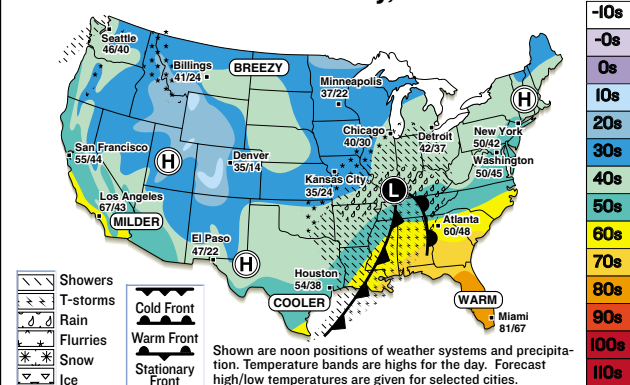 -10s
-0s
0s
10s
20s
30s
40s
50s
60s
70s
80s
90s
100s
110s
Seattle
46/40
Billings
41/24
BREEZY
Minneapolis
37/22
H
Chicago
40/30
Detroit
42/37
New York
50/42
Washington
50/45
San Francisco
55/44
H
Denver
35/14
Kansas City
35/24
L
Los Angeles
67/43
MILDER
Atlanta
60/48
El Paso
47/22
H
Houston
54/38
COOLER
WARM
Miami
81/67
Showers
T-storms
Rain
Flurries
Snow
Ice
Cold Front
Warm Front
Stationary
Front
Shown are noon positions of weather systems and precipita-
tion. Temperature bands are highs for the day. Forecast
high/low temperatures are given for selected cities.